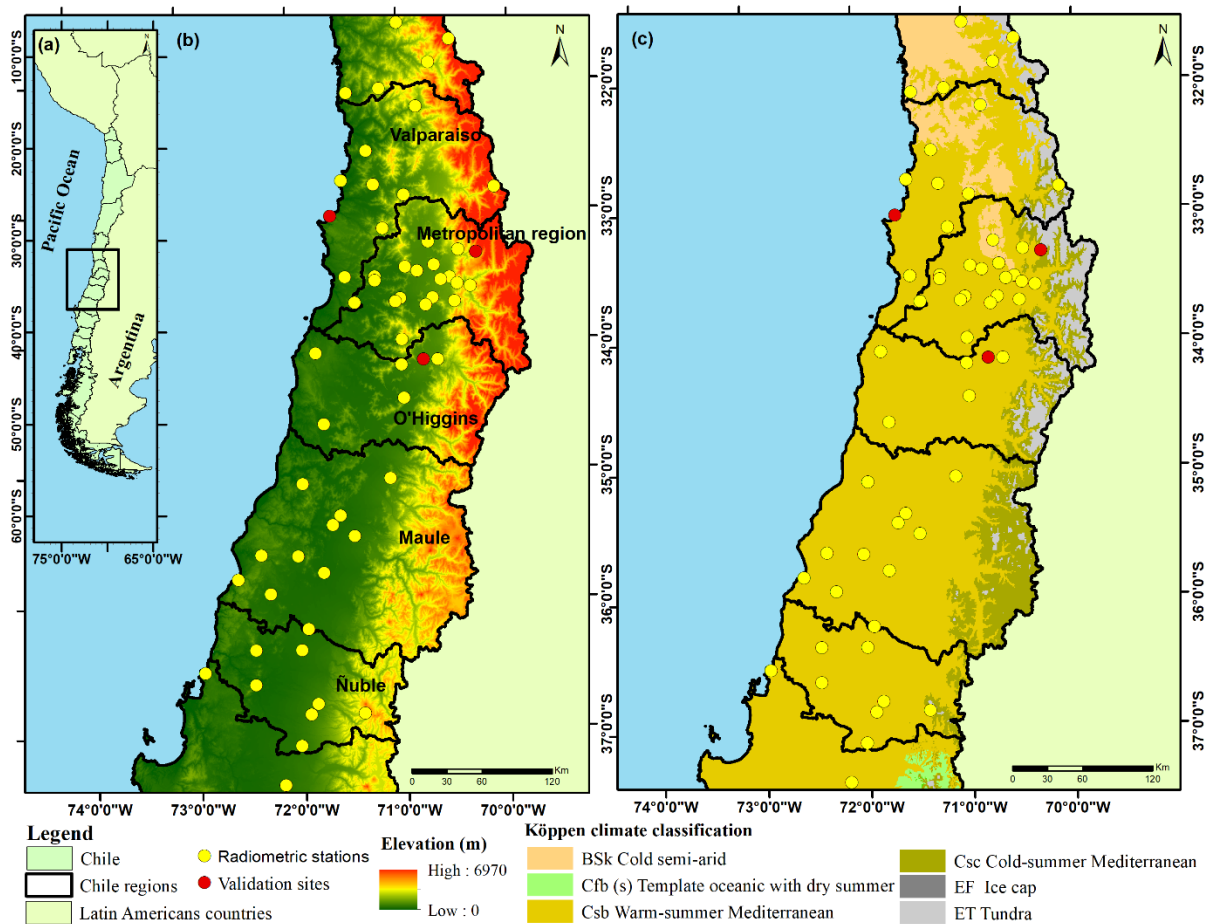 (a)
N
10°0'0"S
20°0'0"S
30°0'0"S
40°0'0"S
50°0'0"S
60°0'0"S
75°0'0"W
65°0'0"W
Pacific Ocean
Argentina
(b)
N
Valparaiso
Metropolitan region
O'Higgins
Maule
Ñuble
Km
0 30 60 120
74°0'0"W 73°0'0"W 72°0'0"W 71°0'0"W 70°0'0"W
(c)
N
32°0'0"S
33°0'0"S
34°0'0"S
35°0'0"S
36°0'0"S
37°0'0"S
Km
0 30 60 120
74°0'0"W 73°0'0"W 72°0'0"W 71°0'0"W 70°0'0"W
Legend
Chile
Chile regions
Latin Americans countries
Radiometric stations
Validation sites
Elevation (m)
High : 6970
Low : 0
Köppen climate classification
BSk Cold semi-arid
Cfb (s) Template oceanic with dry summer
Csb Warm-summer Mediterranean
Csc Cold-summer Mediterranean
EF Ice cap
ET Tundra